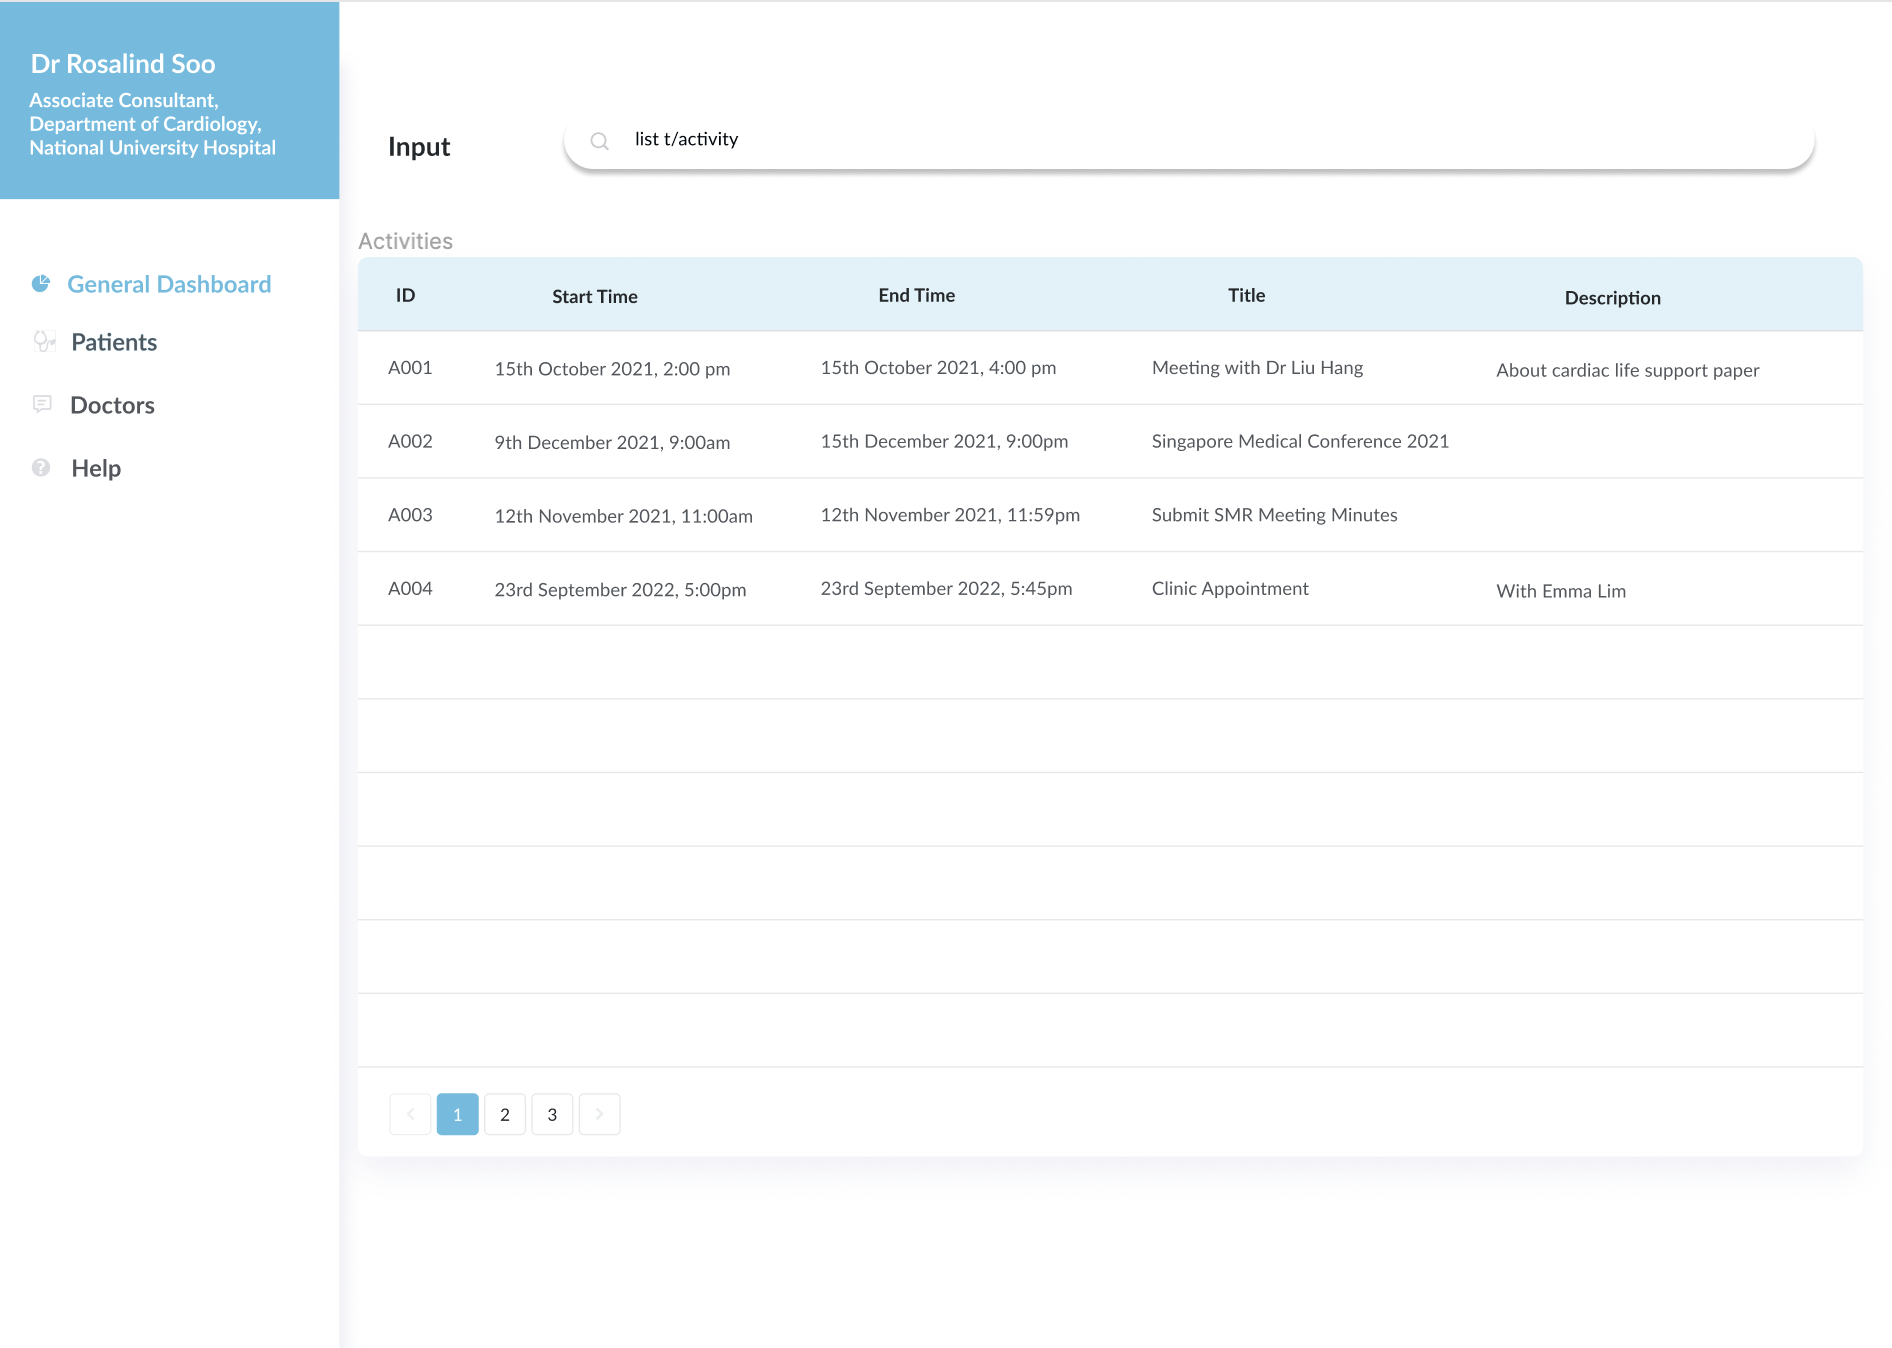 Dr Rosalind Soo
Associate Consultant,
Department of Cardiology,
National University Hospital
General Dashboard
Patients
Doctors
Help
Input
list t/activity
Activities
ID Start Time End Time Title Description
A001 15th October 2021, 2:00 pm 15th October 2021, 4:00 pm Meeting with Dr Liu Hang About cardiac life support paper
A002 9th December 2021, 9:00am 15th December 2021, 9:00pm Singapore Medical Conference 2021
A003 12th November 2021, 11:00am 12th November 2021, 11:59pm Submit SMR Meeting Minutes
A004 23rd September 2022, 5:00pm 23rd September 2022, 5:45pm Clinic Appointment With Emma Lim
1 2 3